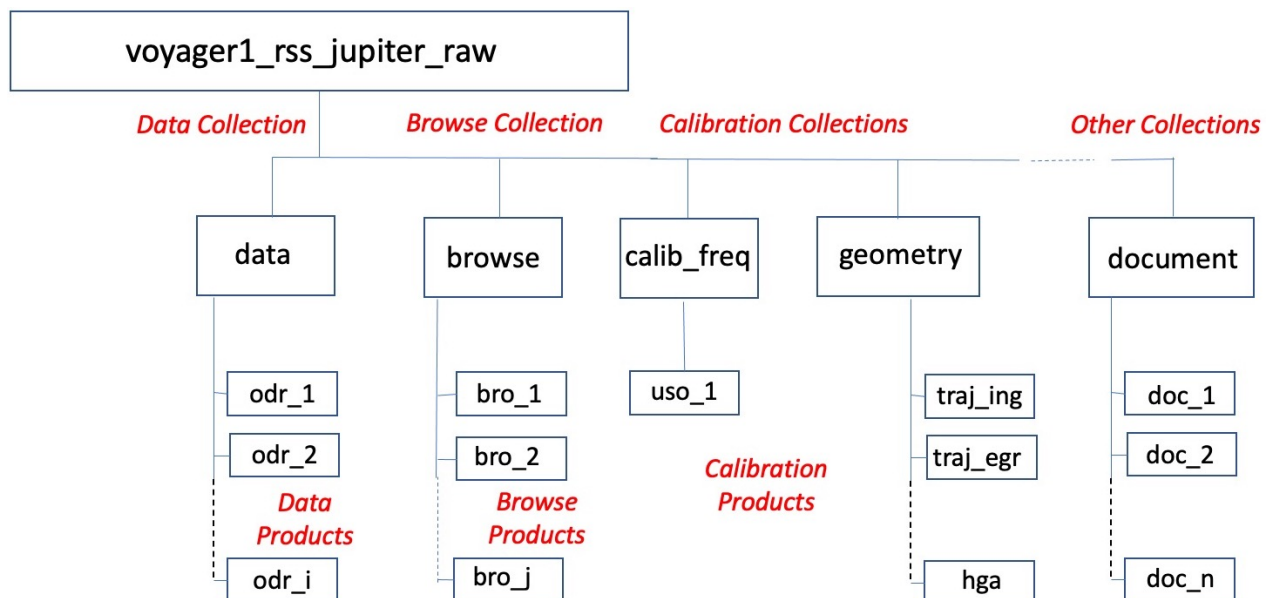 voyager1_rss_jupiter_raw
Data Collection
Browse Collection
Calibration Collections
Other Collections
data
browse
calib_freq
geometry
document
odr_1
bro_1
uso_1
traj_ing
doc_1
odr_2
bro_2
traj_egr
doc_2
Data
Products
Browse
Products
Calibration
Products
odr_i
bro_j
hga
doc_n